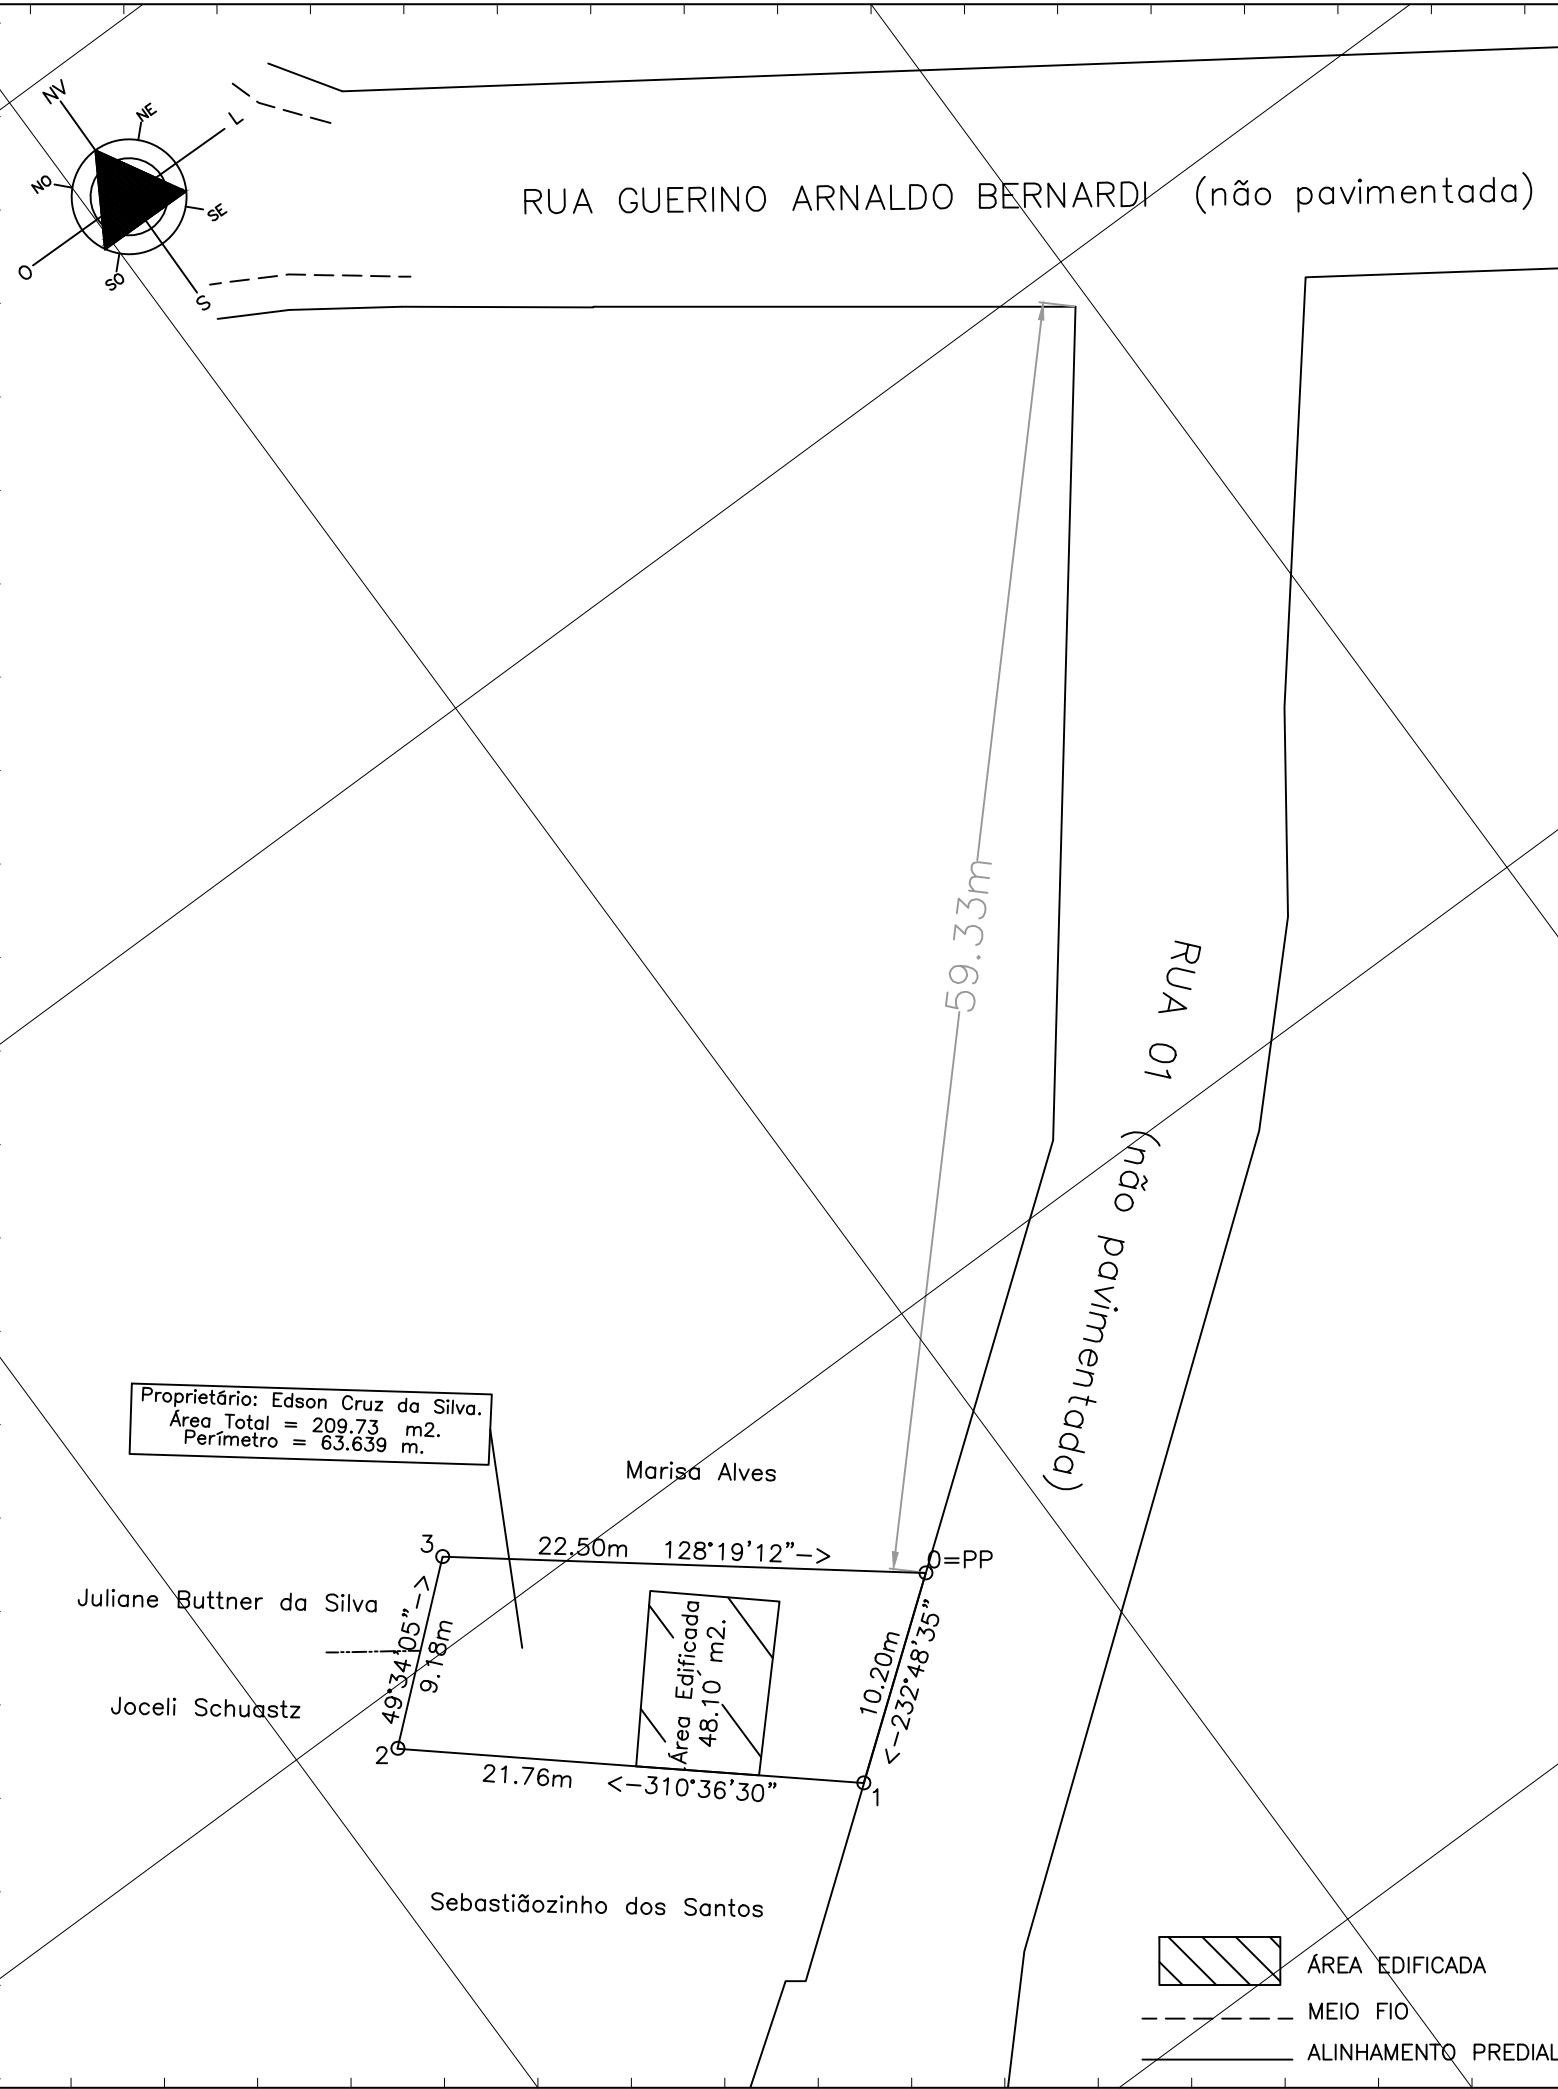 NV
NE
L
NO
SE
O
SO
S
RUA GUERINO ARNALDO BERNARDI (não pavimentada)
59.33m
RUA 01 (não pavimentada)
Proprietário: Edson Cruz da Silva.
Área Total = 209.73 m2.
Perímetro = 63.639 m.
Marisa Alves
3
22.50m 128°19'12"->
0=PP
Juliane Buttner da Silva
49°34'05"->
9.18m
Área Edificada
48.10 m2.
10.20m
<-232°48'35"
Joceli Schuastz
2
21.76m <-310°36'30"
1
Sebastiãozinho dos Santos
ÁREA EDIFICADA
MEIO FIO
ALINHAMENTO PREDIAL